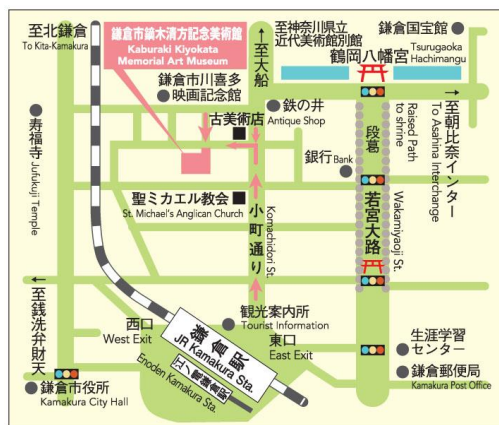 至北鎌倉
To Kita-Kamakura
鎌倉市鏑木清方記念美術館
Kaburaki Kiyokata
Memorial Art Museum
至大船
至神奈川県立
近代美術館別館
鎌倉国宝館
鶴岡八幡宮
Tsurugaoka
Hachimangu
鎌倉市川喜多
映画記念館
鉄の井
古美術店
Antique Shop
寿福寺
Jufukuji Temple
銀行 Bank
段葛
Raised Path
to shrine
至朝比奈インター
To Asahina Interchange
聖ミカエル教会
St. Michael's Anglican Church
小町通り
Komachidori St.
若宮大路
Wakamiyaoji St.
至銭洗弁財天
西口
West Exit
観光案内所
Tourist Information
鎌倉駅
JR Kamakura Sta.
江ノ電鎌倉駅
Enoden Kamakura Sta.
東口
East Exit
生涯学習
センター
鎌倉郵便局
Kamakura Post Office
鎌倉市役所
Kamakura City Hall